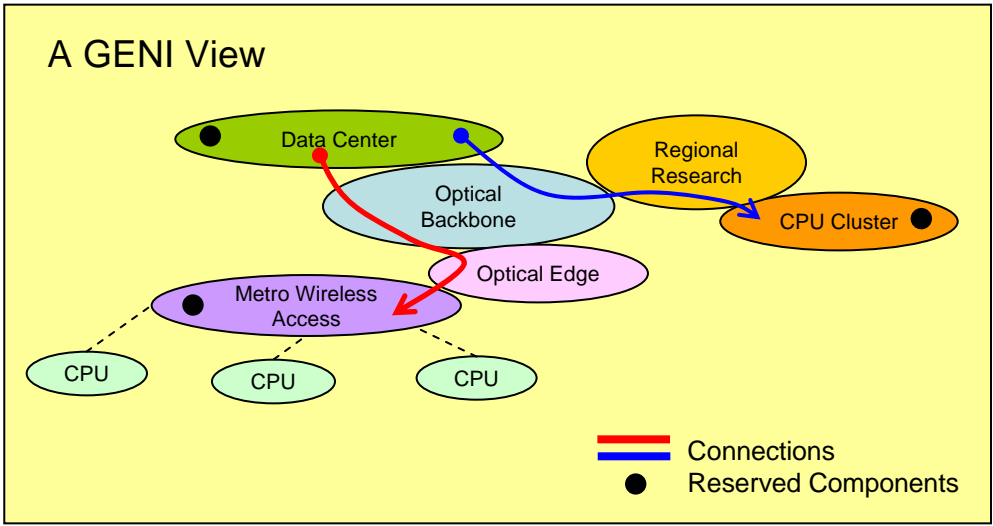 A GENI View
Data Center
Regional
Research
Optical
Backbone
CPU Cluster
Optical Edge
Metro Wireless
Access
CPU
CPU
CPU
Connections
Reserved Components